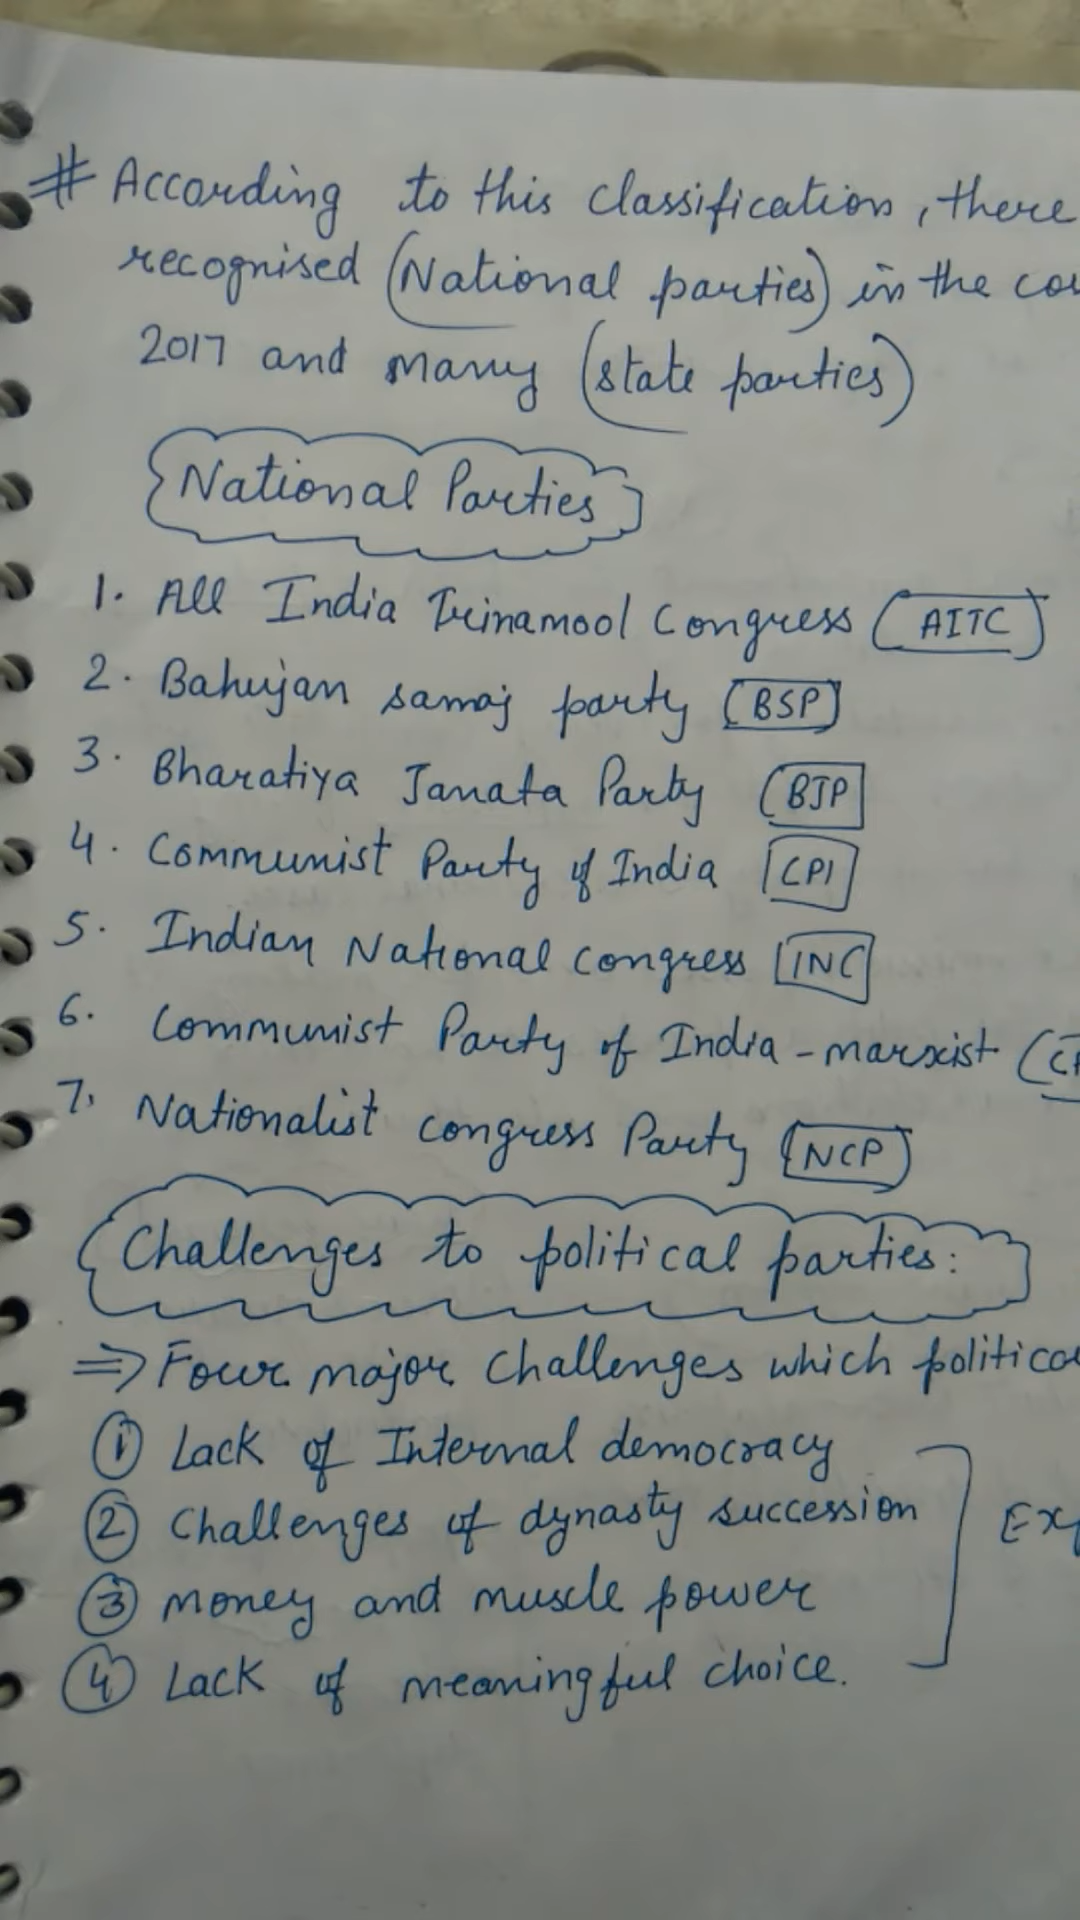 # According to this classification, there
recognised (National parties) in the
2017 and many (state parties)
National Parties
1. All India Trinamool Congress (AITC)
2. Bahujan samaj party [BSP]
3. Bharatiya Janata Party (BJP]
4. Communist Party of India [CPI]
5. Indian National congress [INC]
6. Communist Party of India - marxist
7. Nationalist congress Party [NCP)
Challenges to political parties:
⇒ Four major challenges which
① Lack of Internal democracy
② Challenges of dynasty succession
③ money and muscle power
④ Lack of meaningful choice.